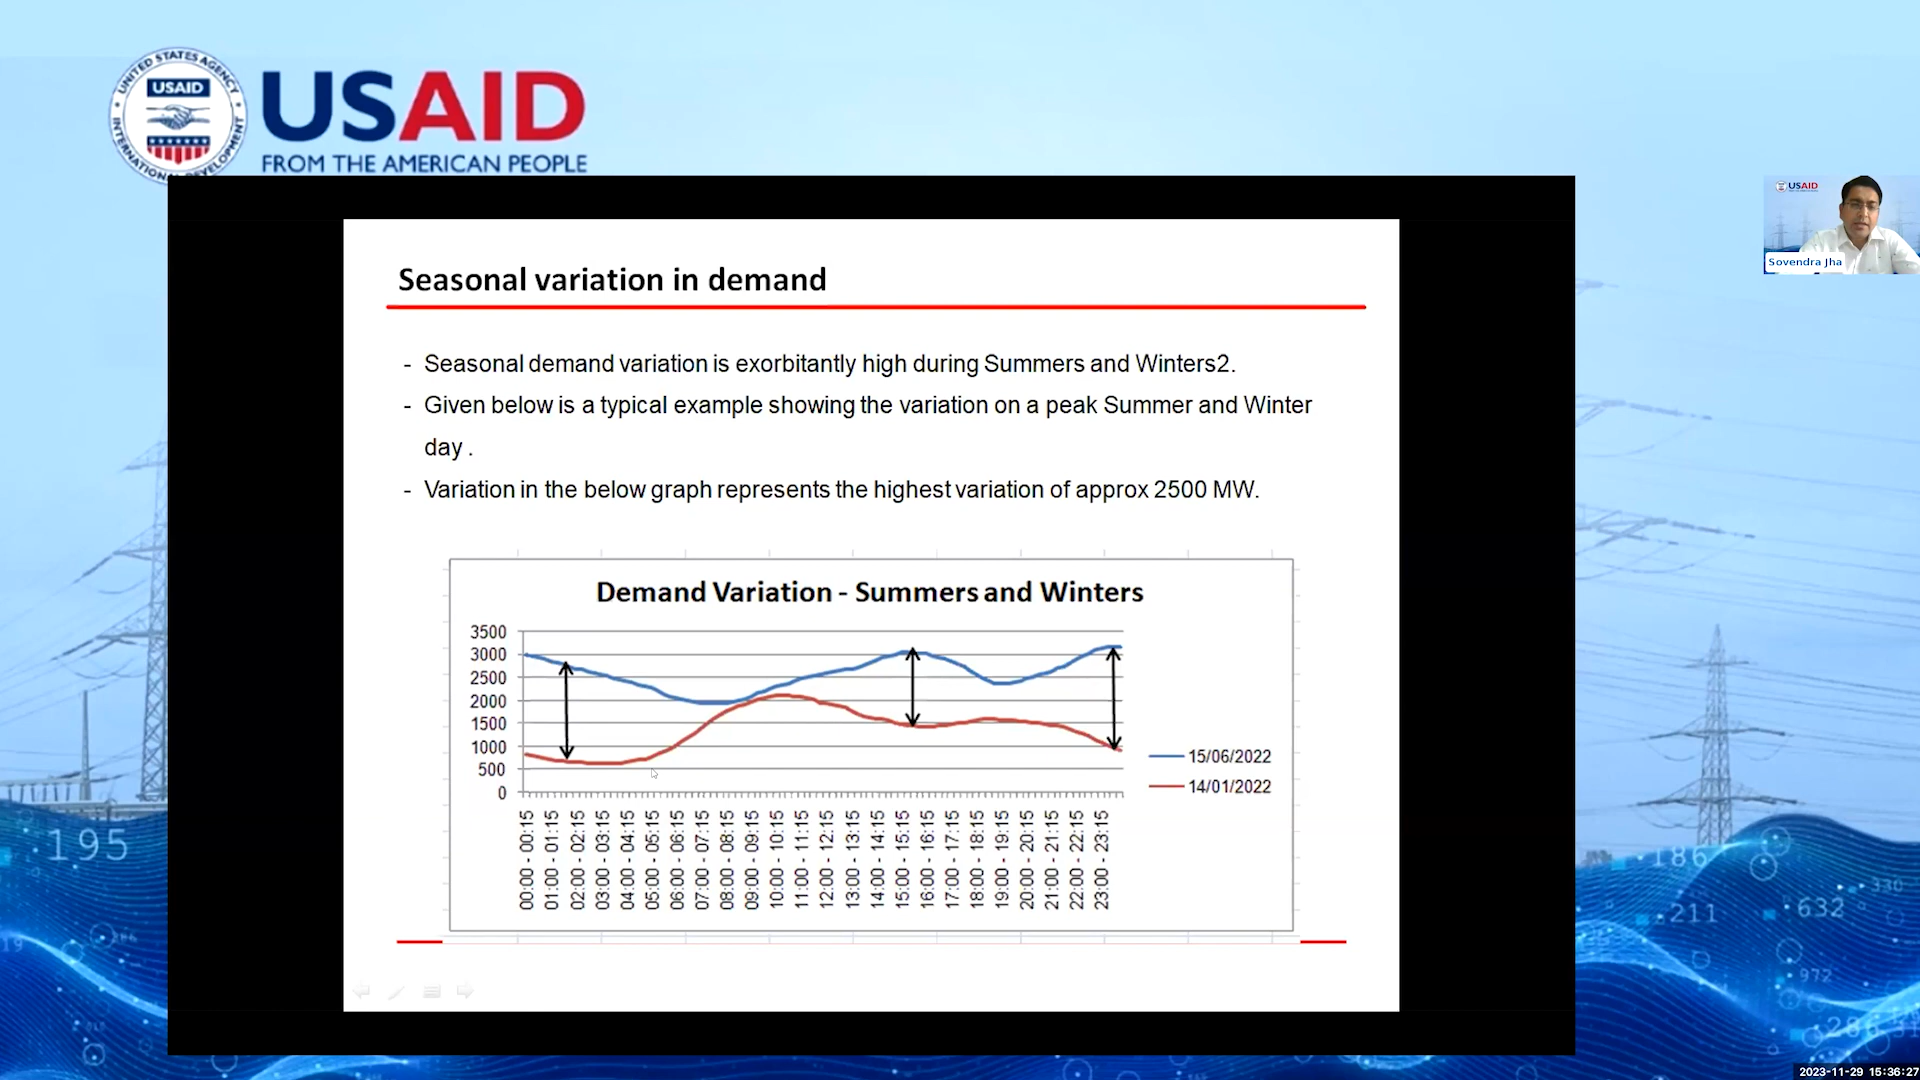 UNITED STATES AGENCY
USAID
INTERNATIONAL DEVELOPMENT
USAID
FROM THE AMERICAN PEOPLE
USAID
Sovendra Jha
Seasonal variation in demand
- Seasonal demand variation is exorbitantly high during Summers and Winters2.
- Given below is a typical example showing the variation on a peak Summer and Winter
day .
- Variation in the below graph represents the highest variation of approx 2500 MW.
Demand Variation - Summers and Winters
3500
3000
2500
2000
1500
1000
500
0
15/06/2022
14/01/2022
00:00 - 00:15
01:00 - 01:15
02:00 - 02:15
03:00 - 03:15
04:00 - 04:15
05:00 - 05:15
06:00 - 06:15
07:00 - 07:15
08:00 - 08:15
09:00 - 09:15
10:00 - 10:15
11:00 - 11:15
12:00 - 12:15
13:00 - 13:15
14:00 - 14:15
15:00 - 15:15
16:00 - 16:15
17:00 - 17:15
18:00 - 18:15
19:00 - 19:15
20:00 - 20:15
21:00 - 21:15
22:00 - 22:15
23:00 - 23:15
195
186
330
211
632
972
2023-11-29 15:36:27